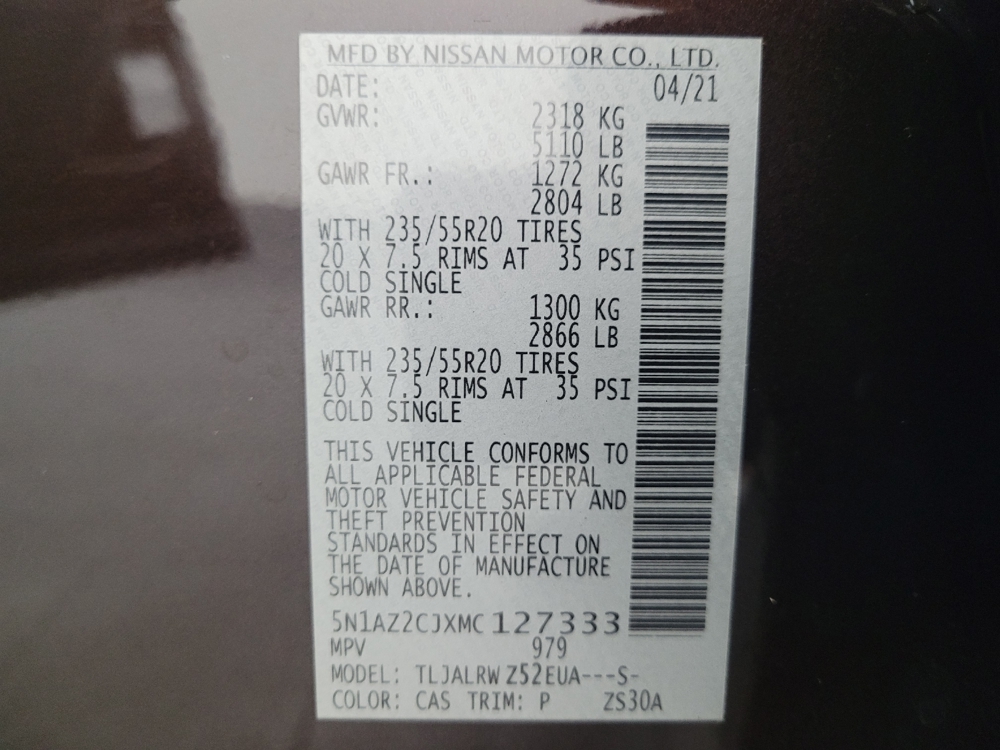 MFD BY NISSAN MOTOR CO., LTD.
DATE: 04/21
GVWR: 2318 KG
5110 LB
GAWR FR.: 1272 KG
2804 LB
WITH 235/55R20 TIRES
20 X 7.5 RIMS AT 35 PSI
COLD SINGLE
GAWR RR.: 1300 KG
2866 LB
WITH 235/55R20 TIRES
20 X 7.5 RIMS AT 35 PSI
COLD SINGLE
THIS VEHICLE CONFORMS TO
ALL APPLICABLE FEDERAL
MOTOR VEHICLE SAFETY AND
THEFT PREVENTION
STANDARDS IN EFFECT ON
THE DATE OF MANUFACTURE
SHOWN ABOVE.
5N1AZ2CJXMC127333
MPV 979
MODEL: TLJALRW Z52EUA---S-
COLOR: CAS TRIM: P ZS30A